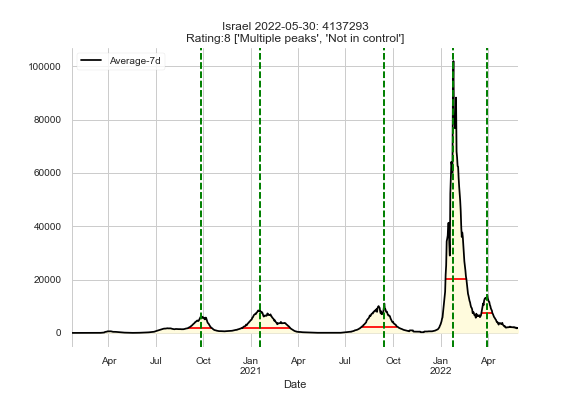 Israel 2022-05-30: 4137293
Rating:8 ['Multiple peaks', 'Not in control']
Average-7d
100000
80000
60000
40000
20000
0
Apr Jul Oct Jan Apr Jul Oct Jan Apr
2021 2022
Date